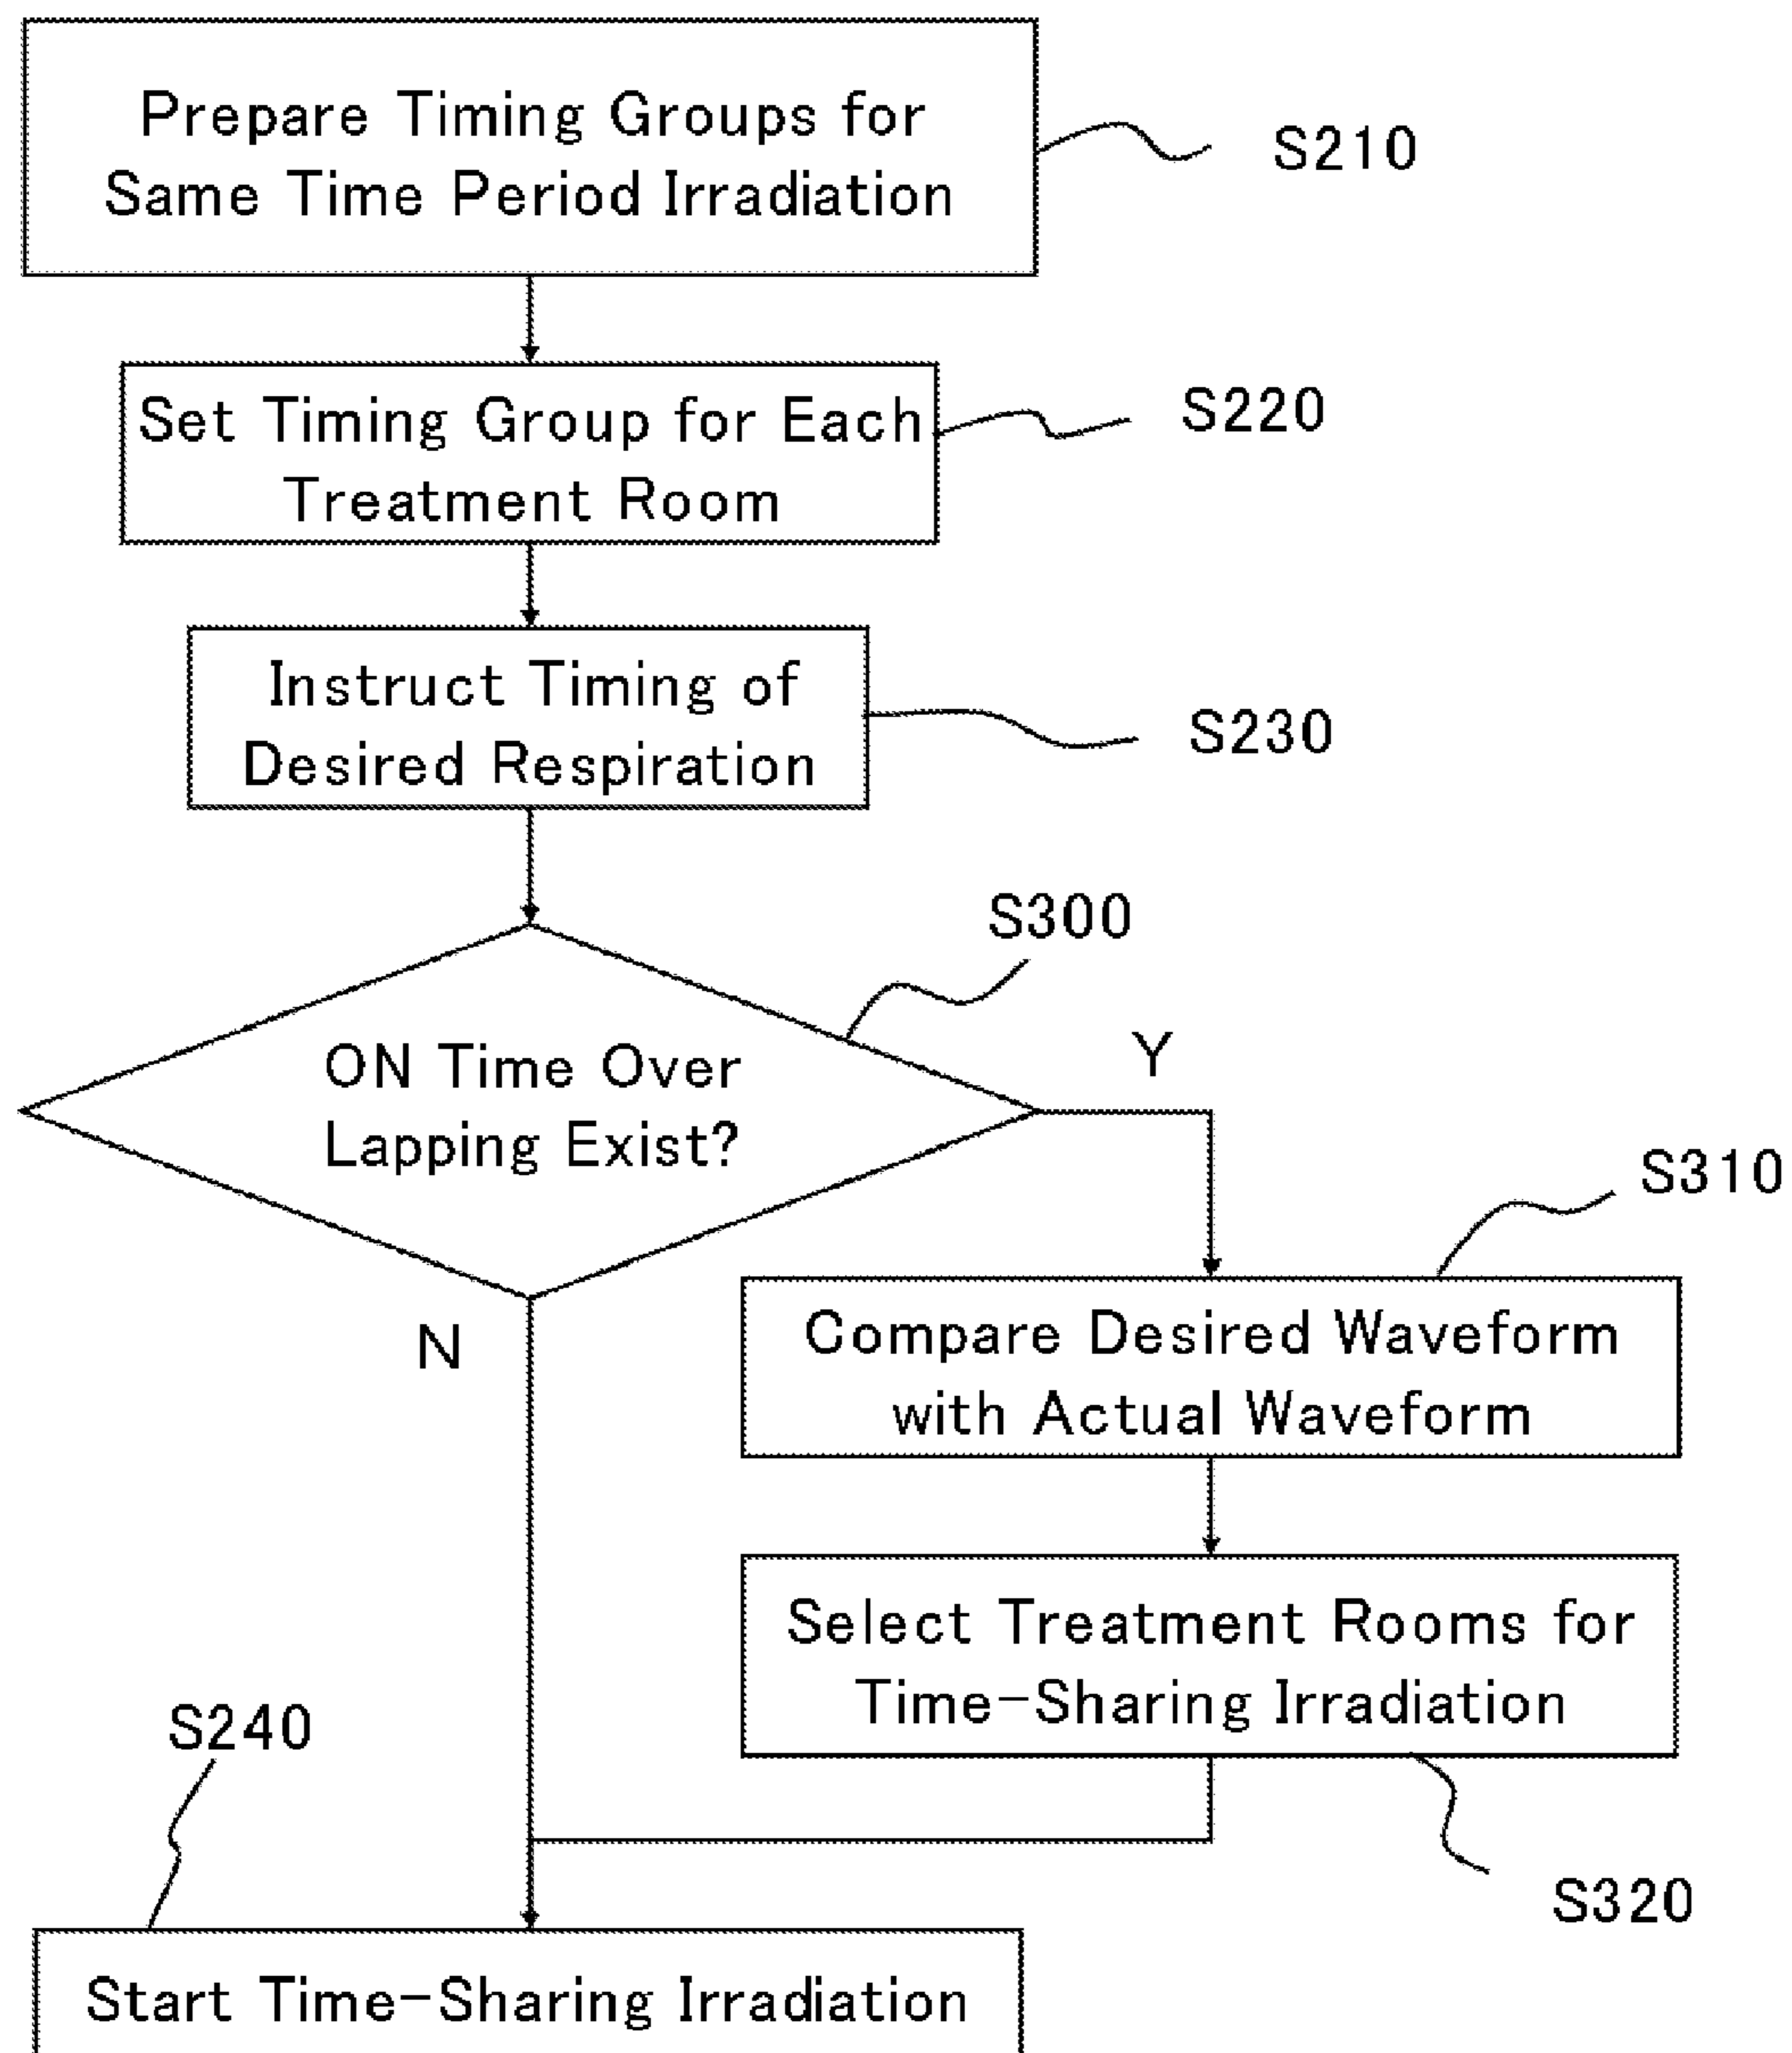 Prepare Timing Groups for
Same Time Period Irradiation
S210
Set Timing Group for Each
Treatment Room
S220
Instruct Timing of
Desired Respiration
S230
S300
ON Time Over
Lapping Exist?
Y
N
S310
Compare Desired Waveform
with Actual Waveform
Select Treatment Rooms for
Time-Sharing Irradiation
S320
S240
Start Time-Sharing Irradiation